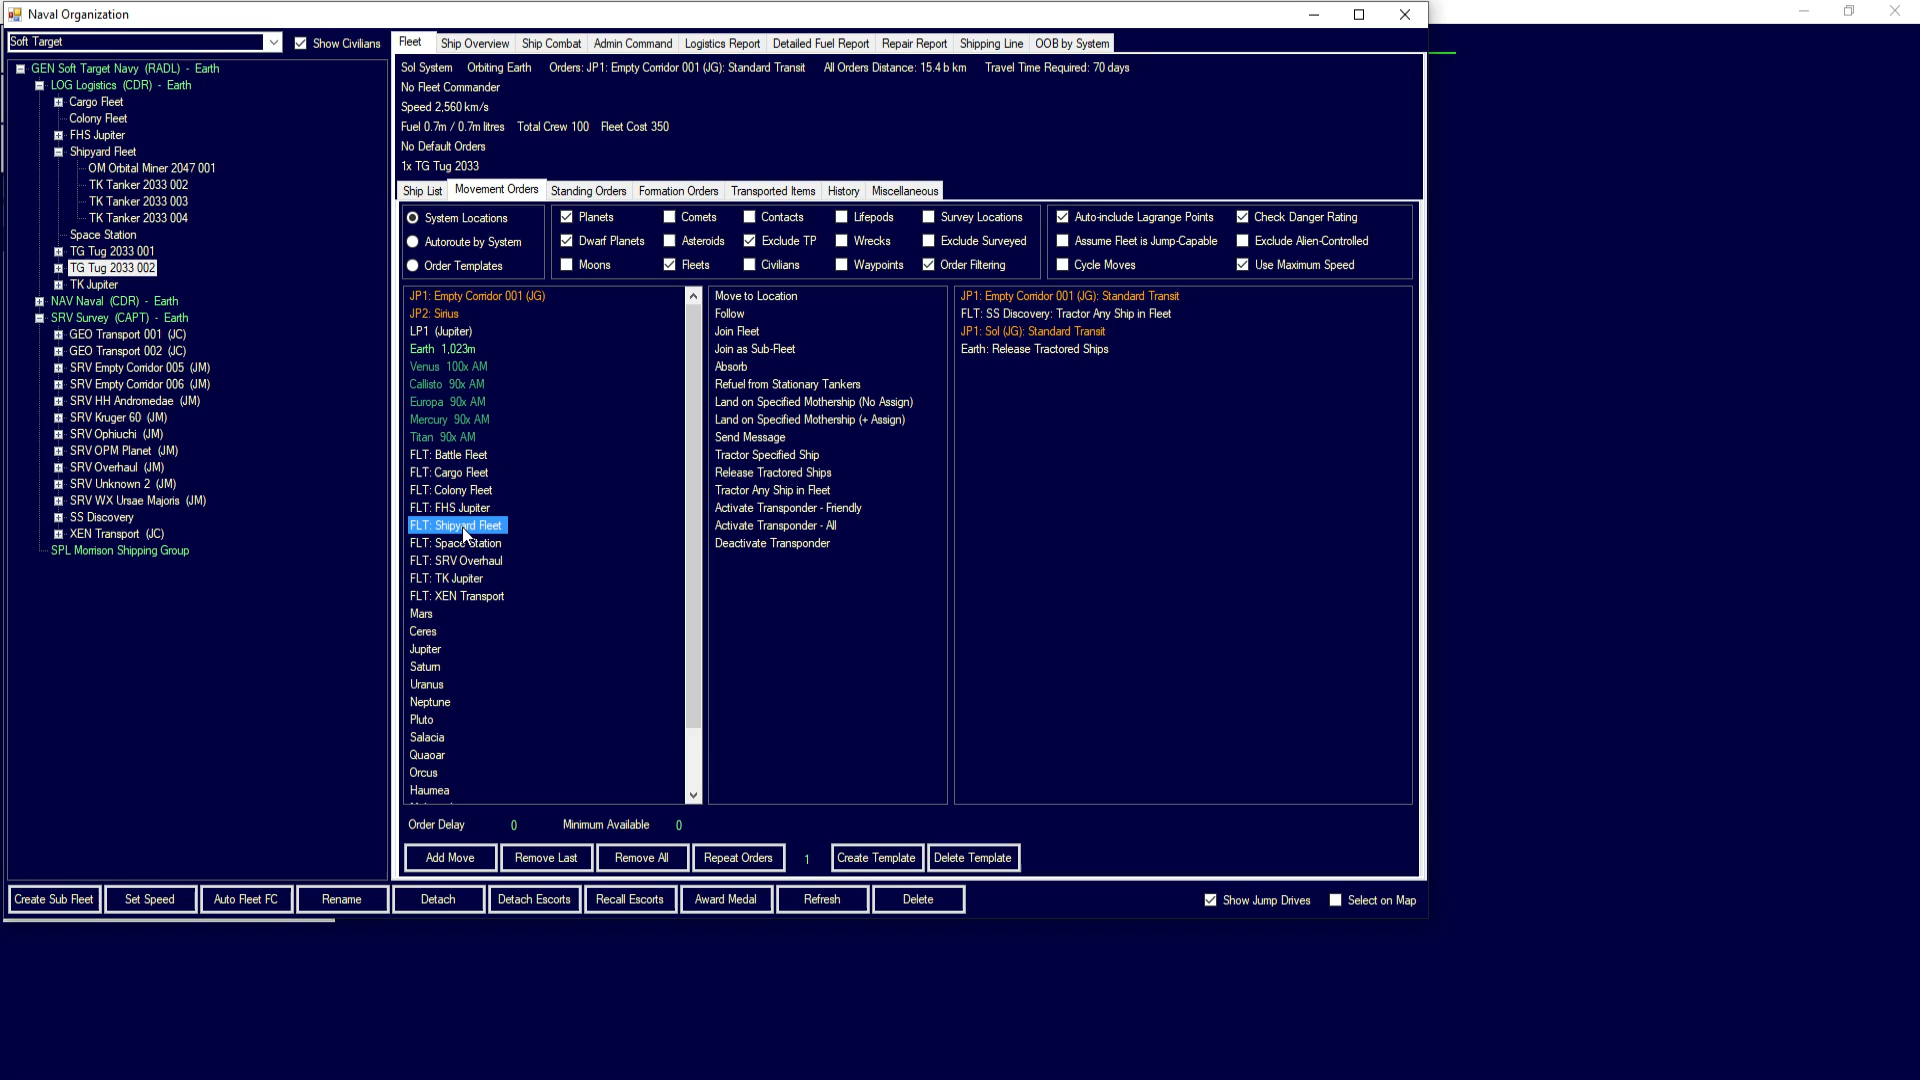 Naval Organization
Soft Target
Show Civilians
Fleet
Ship Overview
Ship Combat
Admin Command
Logistics Report
Detailed Fuel Report
Repair Report
Shipping Line
OOB by System
GEN Soft Target Navy (RADL) - Earth
LOG Logistics (CDR) - Earth
Cargo Fleet
Colony Fleet
FHS Jupiter
Shipyard Fleet
OM Orbital Miner 2047 001
TK Tanker 2033 002
TK Tanker 2033 003
TK Tanker 2033 004
Space Station
TG Tug 2033 001
TG Tug 2033 002
TK Jupiter
NAV Naval (CDR) - Earth
SRV Survey (CAPT) - Earth
GEO Transport 001 (JC)
GEO Transport 002 (JC)
SRV Empty Corridor 005 (JM)
SRV Empty Corridor 006 (JM)
SRV HH Andromedae (JM)
SRV Kruger 60 (JM)
SRV Ophiuchi (JM)
SRV OPM Planet (JM)
SRV Overhaul (JM)
SRV Unknown 2 (JM)
SRV WX Ursae Majoris (JM)
SS Discovery
XEN Transport (JC)
SPL Morrison Shipping Group
Sol System Orbiting Earth Orders: JP1: Empty Corridor 001 (JG): Standard Transit All Orders Distance: 15.4 b km Travel Time Required: 70 days
No Fleet Commander
Speed 2,560 km/s
Fuel 0.7m / 0.7m litres Total Crew 100 Fleet Cost 350
No Default Orders
1x TG Tug 2033
Ship List
Movement Orders
Standing Orders
Formation Orders
Transported Items
History
Miscellaneous
System Locations
Autoroute by System
Order Templates
Planets
Comets
Contacts
Lifepods
Survey Locations
Dwarf Planets
Asteroids
Exclude TP
Wrecks
Exclude Surveyed
Moons
Fleets
Civilians
Waypoints
Order Filtering
Auto-include Lagrange Points
Check Danger Rating
Assume Fleet is Jump-Capable
Exclude Alien-Controlled
Cycle Moves
Use Maximum Speed
JP1: Empty Corridor 001 (JG)
JP2: Sirius
LP1 (Jupiter)
Earth 1,023m
Venus 100x AM
Callisto 90x AM
Europa 90x AM
Mercury 90x AM
Titan 90x AM
FLT: Battle Fleet
FLT: Cargo Fleet
FLT: Colony Fleet
FLT: FHS Jupiter
FLT: Shipyard Fleet
FLT: Space Station
FLT: SRV Overhaul
FLT: TK Jupiter
FLT: XEN Transport
Mars
Ceres
Jupiter
Saturn
Uranus
Neptune
Pluto
Salacia
Quaoar
Orcus
Haumea
Move to Location
Follow
Join Fleet
Join as Sub-Fleet
Absorb
Refuel from Stationary Tankers
Land on Specified Mothership (No Assign)
Land on Specified Mothership (+ Assign)
Send Message
Tractor Specified Ship
Release Tractored Ships
Tractor Any Ship in Fleet
Activate Transponder - Friendly
Activate Transponder - All
Deactivate Transponder
JP1: Empty Corridor 001 (JG): Standard Transit
FLT: SS Discovery: Tractor Any Ship in Fleet
JP1: Sol (JG): Standard Transit
Earth: Release Tractored Ships
Order Delay 0 Minimum Available 0
Add Move
Remove Last
Remove All
Repeat Orders
1
Create Template
Delete Template
Create Sub Fleet
Set Speed
Auto Fleet FC
Rename
Detach
Detach Escorts
Recall Escorts
Award Medal
Refresh
Delete
Show Jump Drives
Select on Map